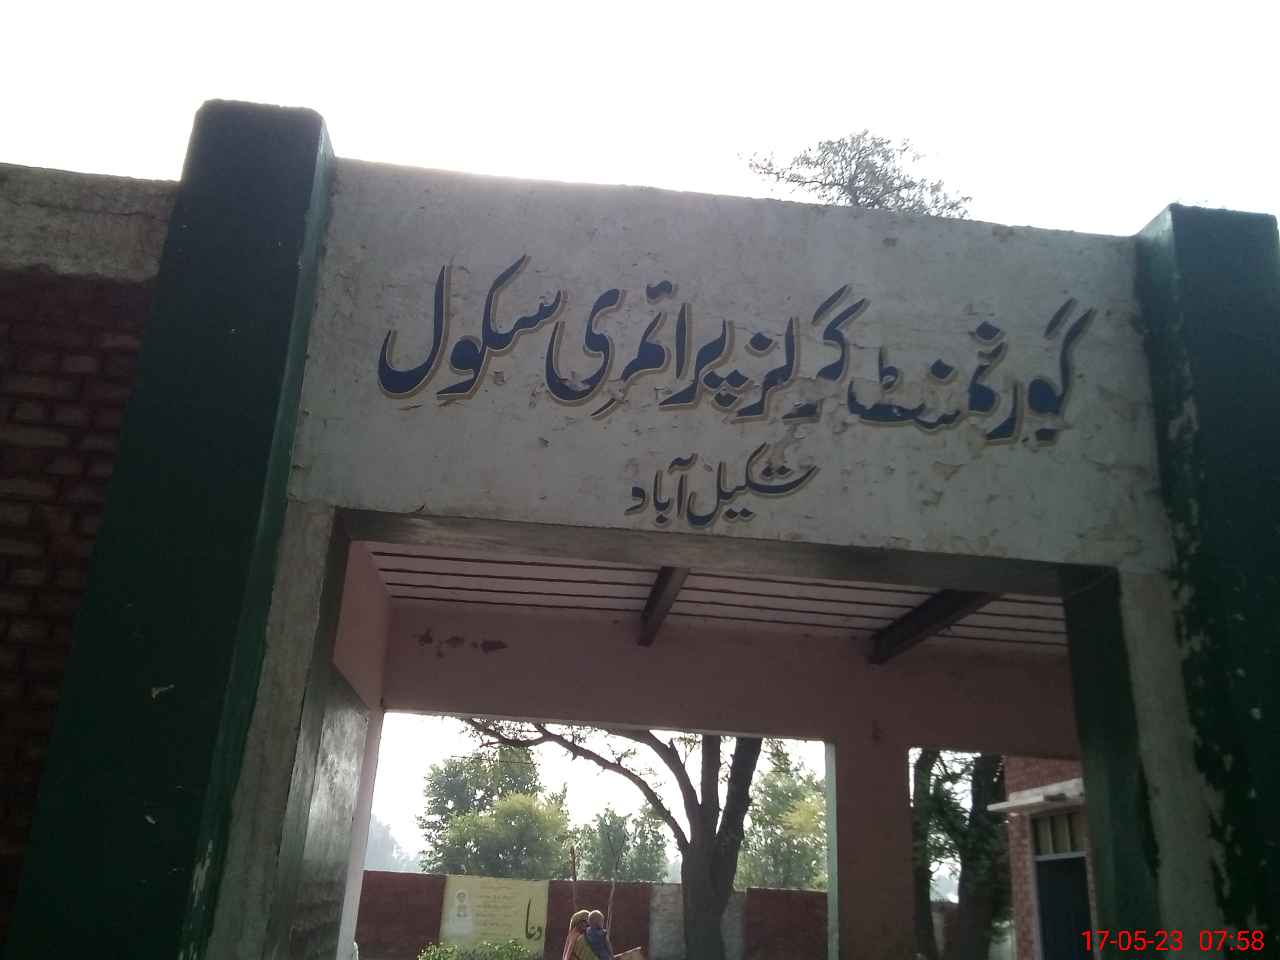 گورنمنٹ گرلز پرائمری سکول
شکیل آباد
دعا
17-05-23 07:58